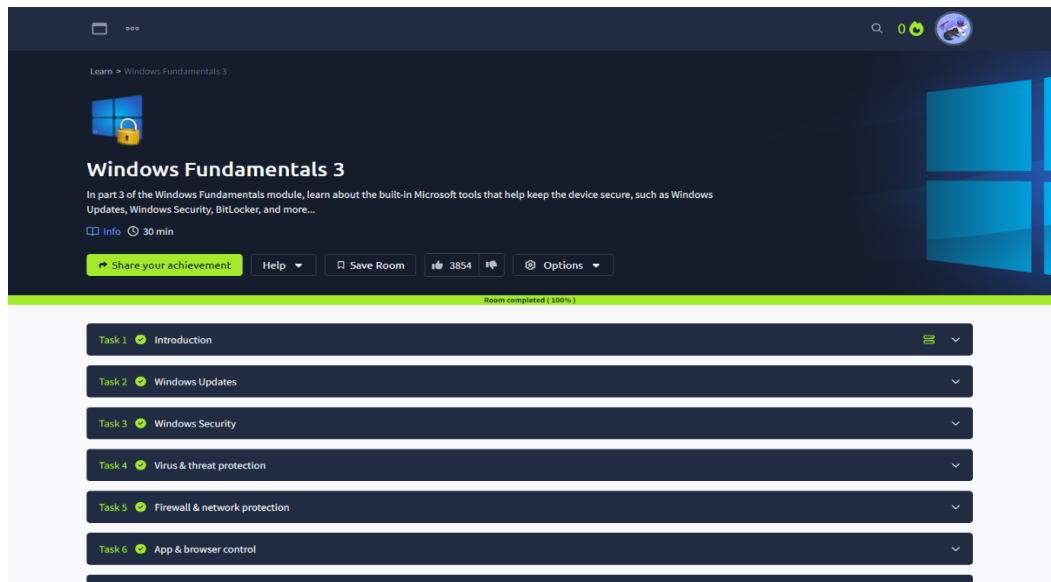 0
Learn > Windows Fundamentals 3
Windows Fundamentals 3
In part 3 of the Windows Fundamentals module, learn about the built-in Microsoft tools that help keep the device secure, such as Windows
Updates, Windows Security, BitLocker, and more...
Info 30 min
Share your achievement Help Save Room 3854 Options
Room completed ( 100% )
Task 1 Introduction
Task 2 Windows Updates
Task 3 Windows Security
Task 4 Virus & threat protection
Task 5 Firewall & network protection
Task 6 App & browser control